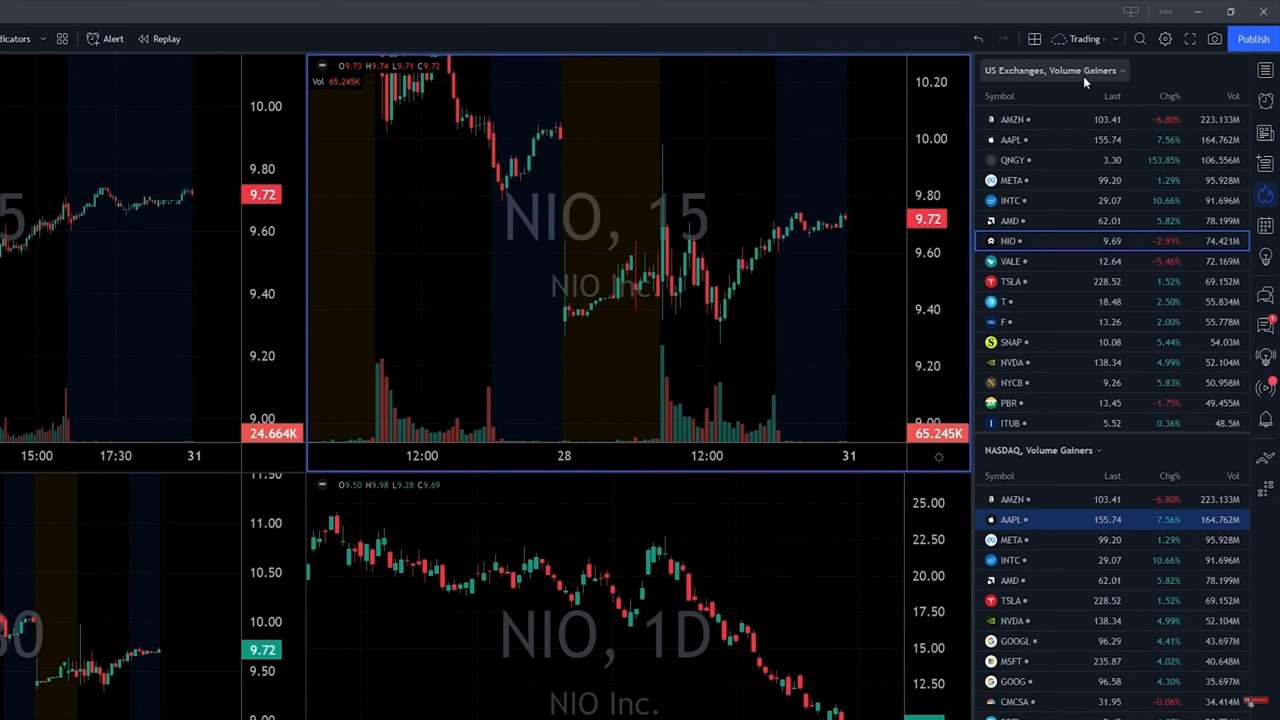 dicators
Alert
Replay
Trading
Publish
10.00
9.80
9.72
9.60
9.40
9.20
9.00
24.664K
15:00
17:30
31
5
O9.73 H9.74 L9.71 C9.72
Vol 65.245K
NIO, 15
NIO Inc.
10.20
10.00
9.80
9.72
9.60
9.40
9.20
9.00
65.245K
12:00
28
12:00
31
11.50
11.00
10.50
10.00
9.72
9.50
9.00
O9.50 H9.98 L9.28 C9.69
NIO, 1D
NIO Inc.
25.00
22.50
20.00
17.50
15.00
12.50
US Exchanges, Volume Gainers
Symbol Last Chg% Vol
AMZN 103.41 −6.80% 223.133M
AAPL 155.74 7.56% 164.762M
QNGY 3.30 153.85% 106.556M
META 99.20 1.29% 95.928M
INTC 29.07 10.66% 91.696M
AMD 62.01 5.82% 78.199M
NIO 9.69 −2.91% 74.421M
VALE 12.64 −5.46% 72.169M
TSLA 228.52 1.52% 69.152M
T 18.48 2.50% 55.834M
F 13.26 2.00% 55.778M
SNAP 10.08 5.44% 54.03M
NVDA 138.34 4.99% 52.104M
NYCB 9.26 5.83% 50.958M
PBR 13.45 −1.75% 49.455M
ITUB 5.52 0.36% 48.5M
NASDAQ, Volume Gainers
Symbol Last Chg% Vol
AMZN 103.41 −6.80% 223.133M
AAPL 155.74 7.56% 164.762M
META 99.20 1.29% 95.928M
INTC 29.07 10.66% 91.696M
AMD 62.01 5.82% 78.199M
TSLA 228.52 1.52% 69.152M
NVDA 138.34 4.99% 52.104M
GOOGL 96.29 4.41% 43.697M
MSFT 235.87 4.02% 40.648M
GOOG 96.58 4.30% 35.697M
CMCSA 31.95 −0.06% 34.414M